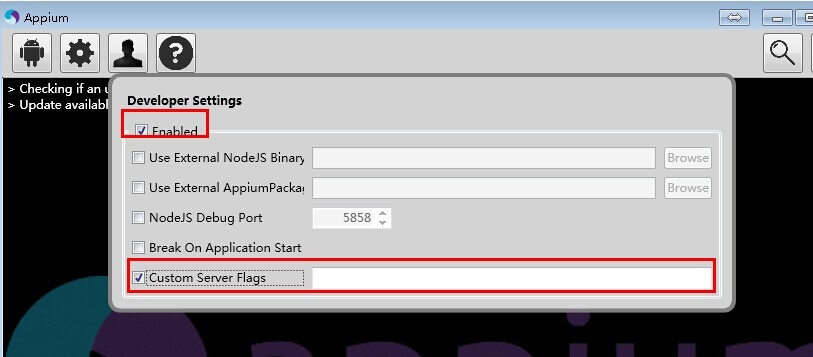 Appium
> Checking if an u
> Update availabl
Developer Settings
Enabled
Use External NodeJS Binary
Browse
Use External AppiumPackag
Browse
NodeJS Debug Port
5858
Break On Application Start
Custom Server Flags
appium